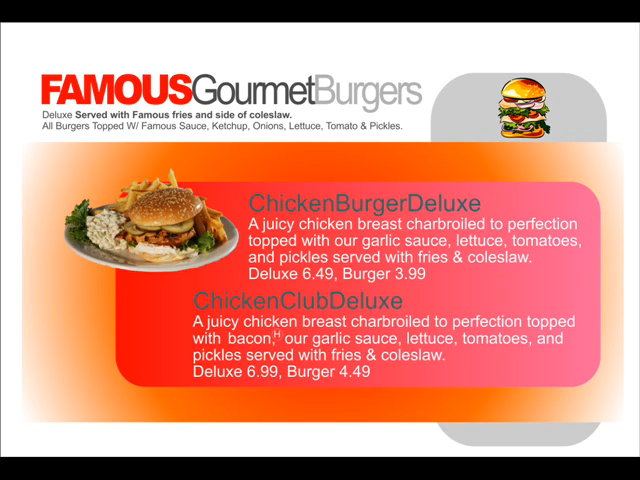 FAMOUSGourmetBurgers
Deluxe Served with Famous fries and side of coleslaw.
All Burgers Topped W/ Famous Sauce, Ketchup, Onions, Lettuce, Tomato & Pickles.
ChickenBurgerDeluxe
A juicy chicken breast charbroiled to perfection
topped with our garlic sauce, lettuce, tomatoes,
and pickles served with fries & coleslaw.
Deluxe 6.49, Burger 3.99
ChickenClubDeluxe
A juicy chicken breast charbroiled to perfection topped
with bacon,H our garlic sauce, lettuce, tomatoes, and
pickles served with fries & coleslaw.
Deluxe 6.99, Burger 4.49